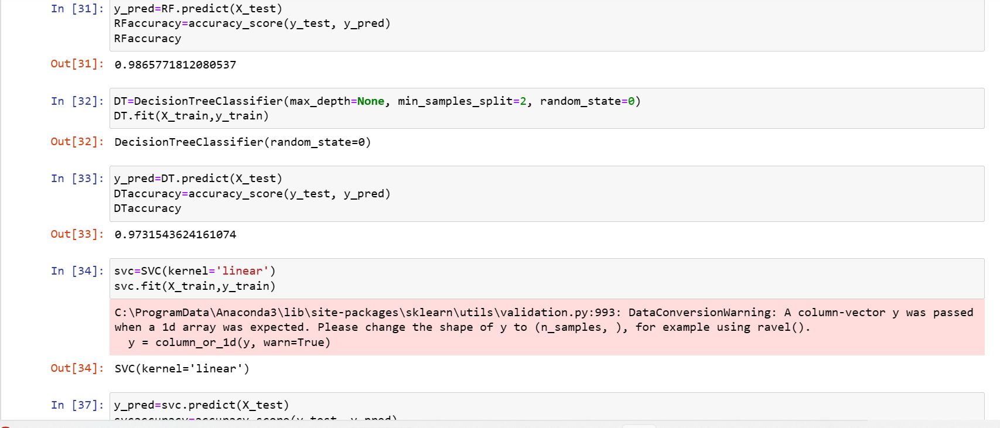 In [31]: y_pred=RF.predict(X_test)
RFaccuracy=accuracy_score(y_test, y_pred)
RFaccuracy
Out[31]: 0.9865771812080537
In [32]: DT=DecisionTreeClassifier(max_depth=None, min_samples_split=2, random_state=0)
DT.fit(X_train,y_train)
Out[32]: DecisionTreeClassifier(random_state=0)
In [33]: y_pred=DT.predict(X_test)
DTaccuracy=accuracy_score(y_test, y_pred)
DTaccuracy
Out[33]: 0.9731543624161074
In [34]: svc=SVC(kernel='linear')
svc.fit(X_train,y_train)
C:\ProgramData\Anaconda3\lib\site-packages\sklearn\utils\validation.py:993: DataConversionWarning: A column-vector y was passed
when a 1d array was expected. Please change the shape of y to (n_samples, ), for example using ravel().
y = column_or_1d(y, warn=True)
Out[34]: SVC(kernel='linear')
In [37]: y_pred=svc.predict(X_test)
svcaccuracy=accuracy_score(y_test, y_pred)